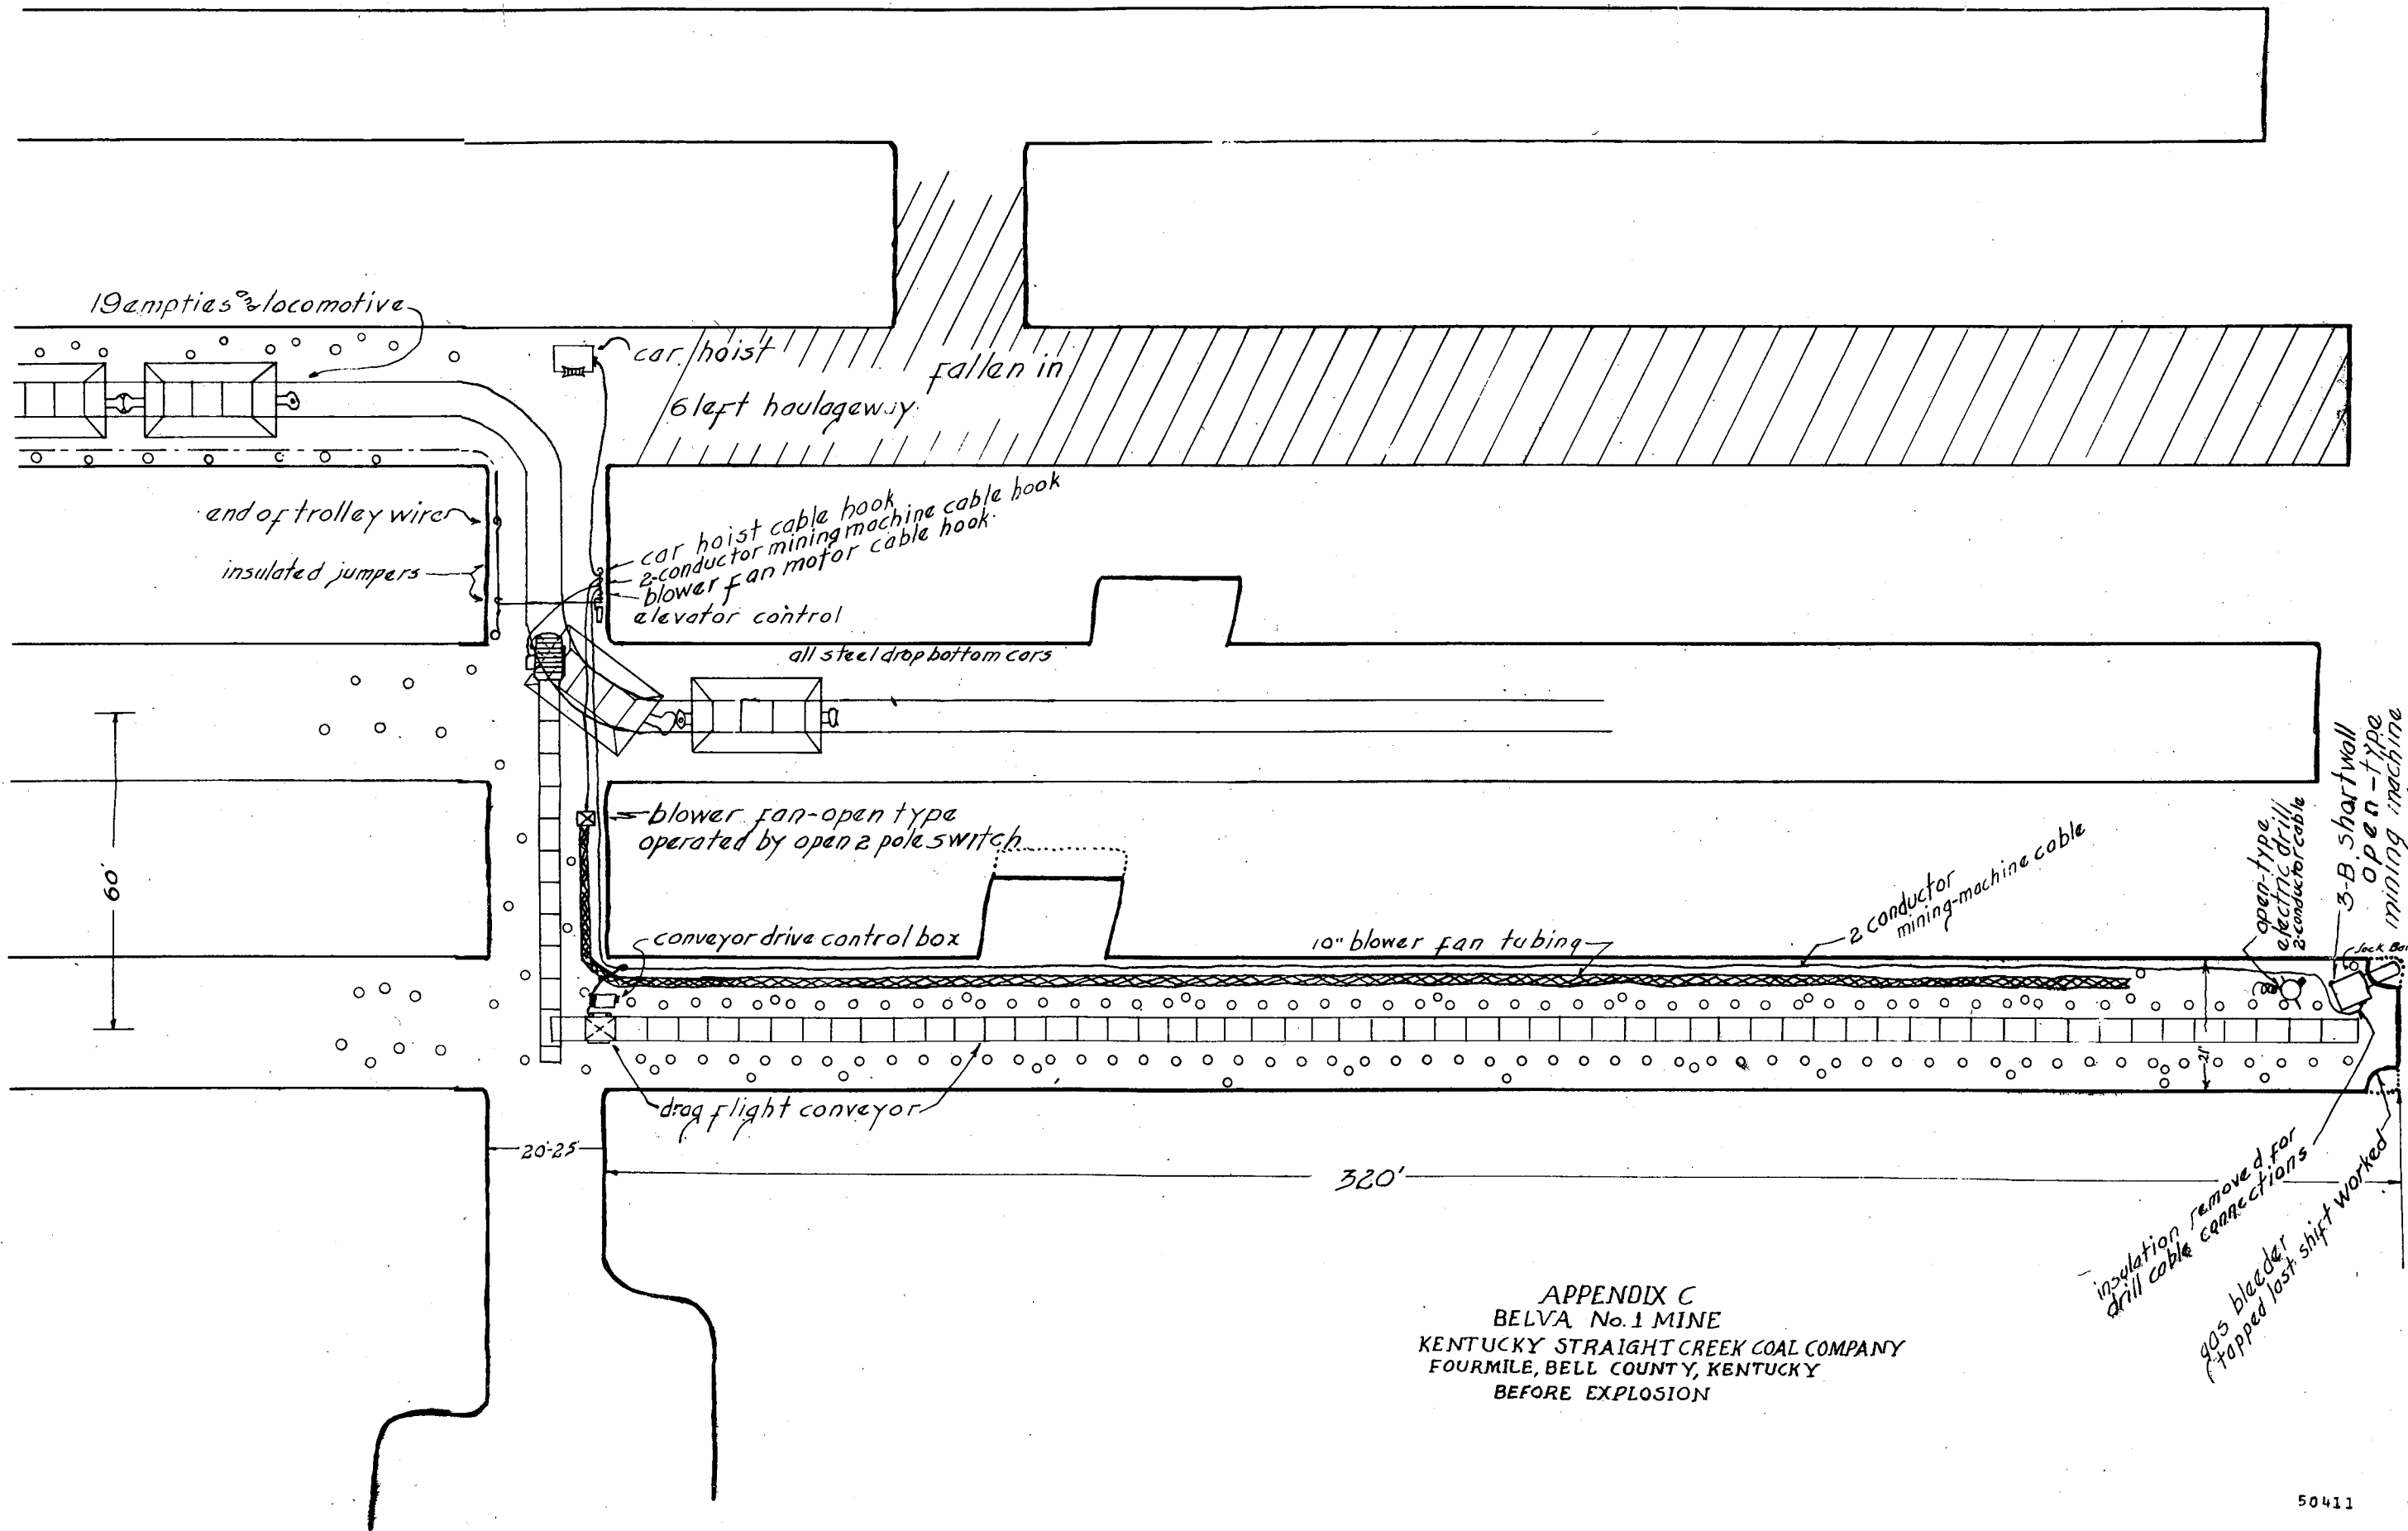 19 empties & locomotive
car hoist
fallen in
6 left haulageway
end of trolley wire
insulated jumpers
car hoist cable hook
2-conductor mining machine cable hook
blower fan motor cable hook
elevator control
all steel drop bottom cars
60'
blower fan-open type
operated by open 2 pole switch
conveyor drive control box
10" blower fan tubing
2 conductor
mining-machine cable
open-type
electric drill
2-conductor cable
3-B shortwall
open-type
mining machine
Jack Bar
21'
drag flight conveyor
20'-25'
320'
insulation removed for
drill cable connections
gas bleeder
tapped last shift worked
APPENDIX C
BELVA No. 1 MINE
KENTUCKY STRAIGHT CREEK COAL COMPANY
FOURMILE, BELL COUNTY, KENTUCKY
BEFORE EXPLOSION
50411